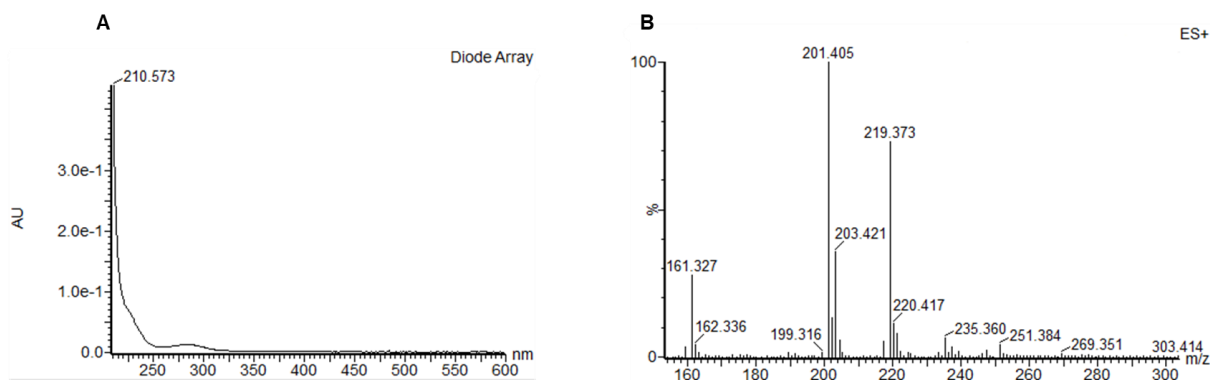 A
Diode Array
210.573
AU
3.0e-1
2.0e-1
1.0e-1
0.0
nm
250 300 350 400 450 500 550 600
B
ES+
100
%
0
201.405
219.373
203.421
161.327
162.336
199.316
220.417
235.360
251.384
269.351
303.414
m/z
160 180 200 220 240 260 280 300